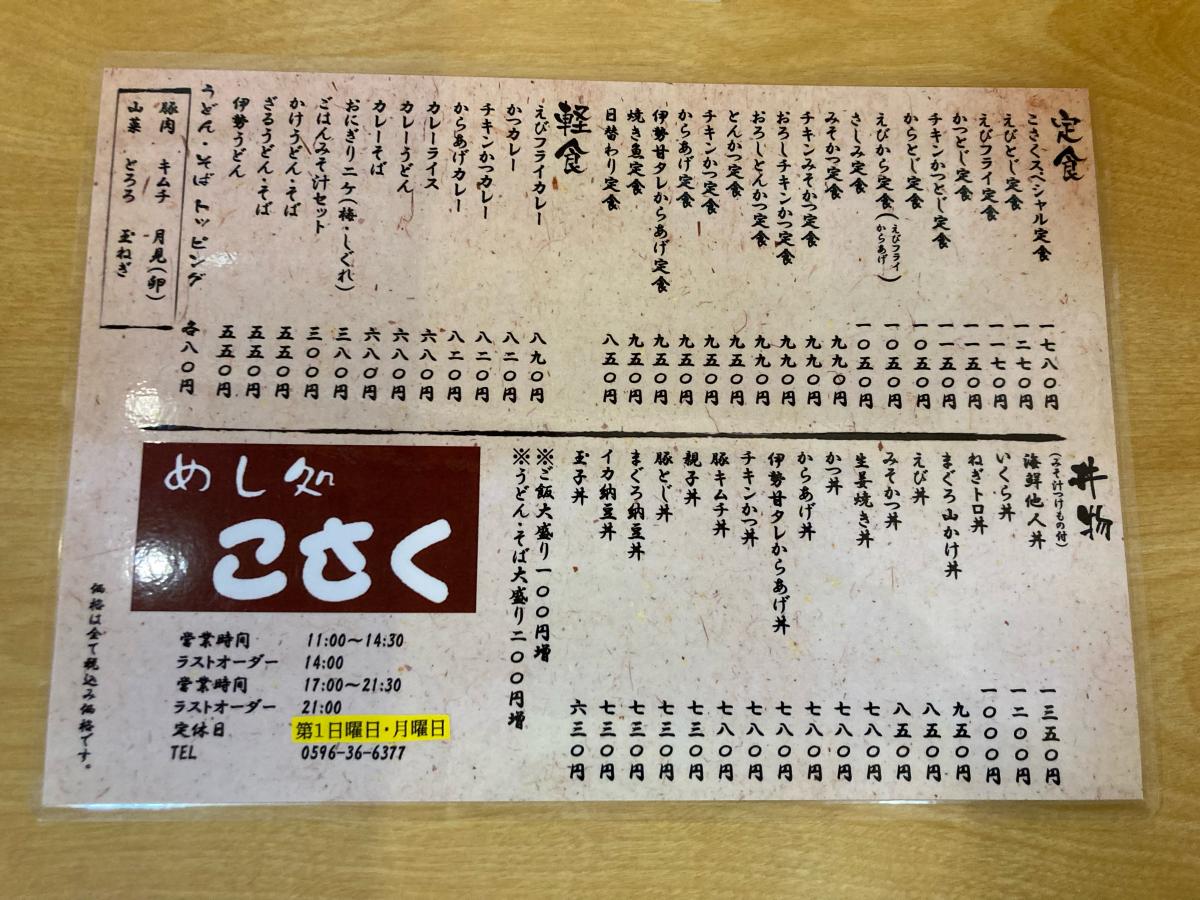 定食
こさくスペシャル定食 一七八〇円
えびとじ定食 一二七〇円
えびフライ定食 一一七〇円
かつとじ定食 一一五〇円
チキンかつとじ定食 一一五〇円
からとじ定食 一〇五〇円
えびから定食(えびフライ からあげ) 一〇五〇円
さしみ定食 一〇五〇円
みそかつ定食 九九〇円
チキンみそかつ定食 九九〇円
おろしチキンかつ定食 九九〇円
おろしとんかつ定食 九九〇円
とんかつ定食 九五〇円
チキンかつ定食 九五〇円
からあげ定食 九五〇円
伊勢甘タレからあげ定食 九五〇円
焼き魚定食 九五〇円
日替わり定食 八五〇円
軽食
えびフライカレー 八九〇円
かつカレー 八二〇円
チキンかつカレー 八二〇円
からあげカレー 八二〇円
カレーライス 六八〇円
カレーうどん 六八〇円
カレーそば 六八〇円
おにぎり二ケ(梅・しぐれ) 三八〇円
ごはんみそ汁セット 三〇〇円
かけうどん・そば 五五〇円
ざるうどん・そば 五五〇円
伊勢うどん 五五〇円
うどん・そば トッピング 各八〇円
豚肉 キムチ 月見(卵)
山菜 とろろ 玉ねぎ
丼物
(みそ汁つけもの付)
海鮮他人丼 一三五〇円
いくら丼 一二〇〇円
ねぎトロ丼 一〇〇〇円
まぐろ山かけ丼 九五〇円
えび丼 八五〇円
みそかつ丼 八五〇円
生姜焼き丼 七八〇円
かつ丼 七八〇円
からあげ丼 七八〇円
伊勢甘タレからあげ丼 七八〇円
チキンかつ丼 七八〇円
豚キムチ丼 七八〇円
親子丼 七三〇円
豚とじ丼 七三〇円
まぐろ納豆丼 七三〇円
イカ納豆丼 七三〇円
玉子丼 六三〇円
※ご飯大盛り一〇〇円増
※うどん・そば大盛り二〇〇円増
めし処
こさく
営業時間 11:00〜14:30
ラストオーダー 14:00
営業時間 17:00〜21:30
ラストオーダー 21:00
定休日 第1日曜日・月曜日
TEL 0596-36-6377
価格は全て税込み価格です。